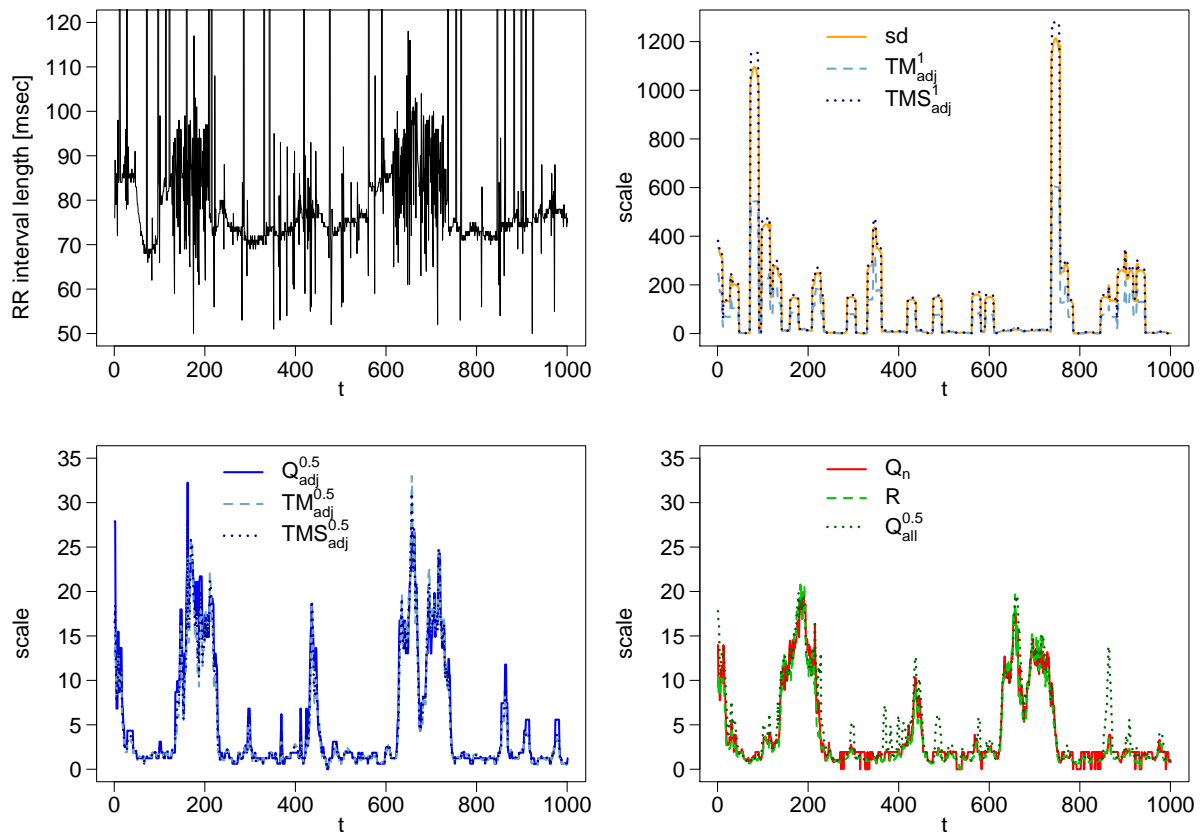 RR interval length [msec]
120
110
100
90
80
70
60
50
0 200 400 600 800 1000
t
scale
1200
1000
800
600
400
200
0
sd
TM¹adj
TMS¹adj
0 200 400 600 800 1000
t
scale
35
30
25
20
15
10
5
0
Q⁰·⁵adj
TM⁰·⁵adj
TMS⁰·⁵adj
0 200 400 600 800 1000
t
scale
35
30
25
20
15
10
5
0
Qn
R
Q⁰·⁵all
0 200 400 600 800 1000
t